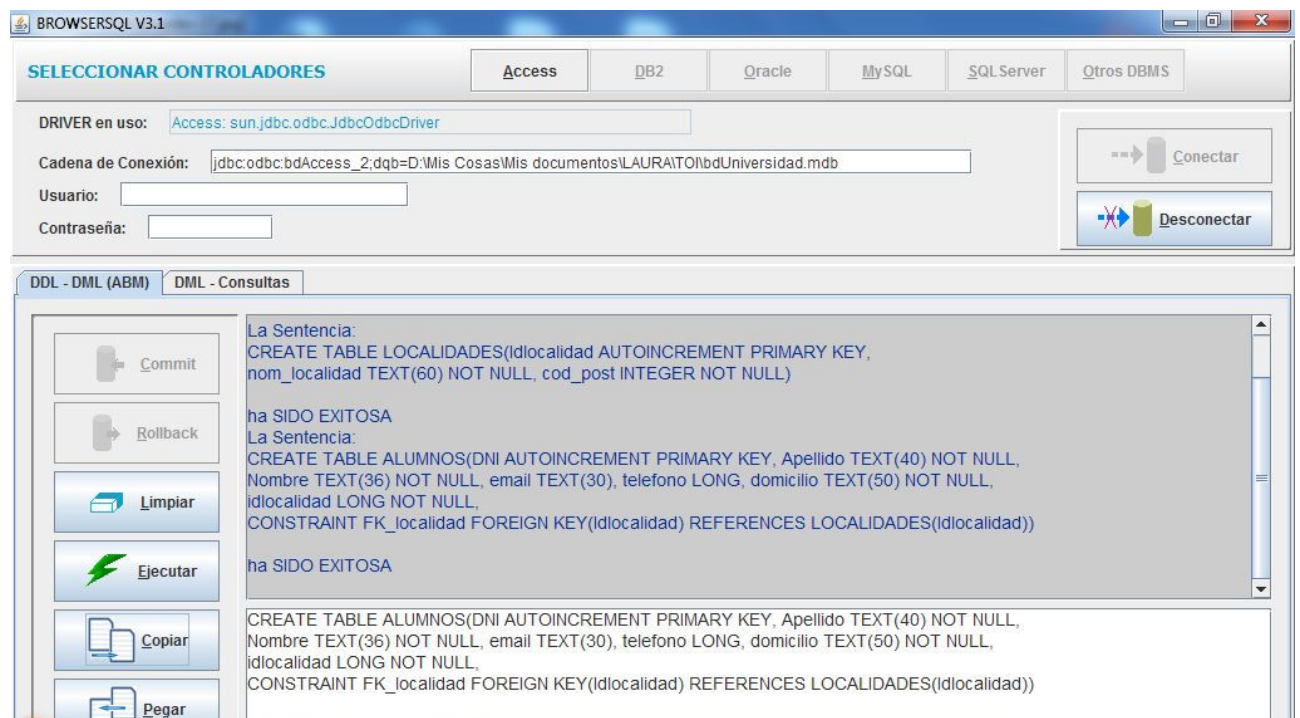 BROWSERSQL V3.1
SELECCIONAR CONTROLADORES
Access
DB2
Oracle
MySQL
SQLServer
Otros DBMS
DRIVER en uso: Access: sun.jdbc.odbc.JdbcOdbcDriver
Cadena de Conexión: jdbc:odbc:bdAccess_2;dqb=D:\Mis Cosas\Mis documentos\LAURA\TOI\bdUniversidad.mdb
Usuario:
Contraseña:
Conectar
Desconectar
DDL - DML (ABM)
DML - Consultas
Commit
Rollback
Limpiar
Ejecutar
Copiar
Pegar
La Sentencia:
CREATE TABLE LOCALIDADES(Idlocalidad AUTOINCREMENT PRIMARY KEY,
nom_localidad TEXT(60) NOT NULL, cod_post INTEGER NOT NULL)
ha SIDO EXITOSA
La Sentencia:
CREATE TABLE ALUMNOS(DNI AUTOINCREMENT PRIMARY KEY, Apellido TEXT(40) NOT NULL,
Nombre TEXT(36) NOT NULL, email TEXT(30), telefono LONG, domicilio TEXT(50) NOT NULL,
idlocalidad LONG NOT NULL,
CONSTRAINT FK_localidad FOREIGN KEY(Idlocalidad) REFERENCES LOCALIDADES(Idlocalidad))
ha SIDO EXITOSA
CREATE TABLE ALUMNOS(DNI AUTOINCREMENT PRIMARY KEY, Apellido TEXT(40) NOT NULL,
Nombre TEXT(36) NOT NULL, email TEXT(30), telefono LONG, domicilio TEXT(50) NOT NULL,
idlocalidad LONG NOT NULL,
CONSTRAINT FK_localidad FOREIGN KEY(Idlocalidad) REFERENCES LOCALIDADES(Idlocalidad))